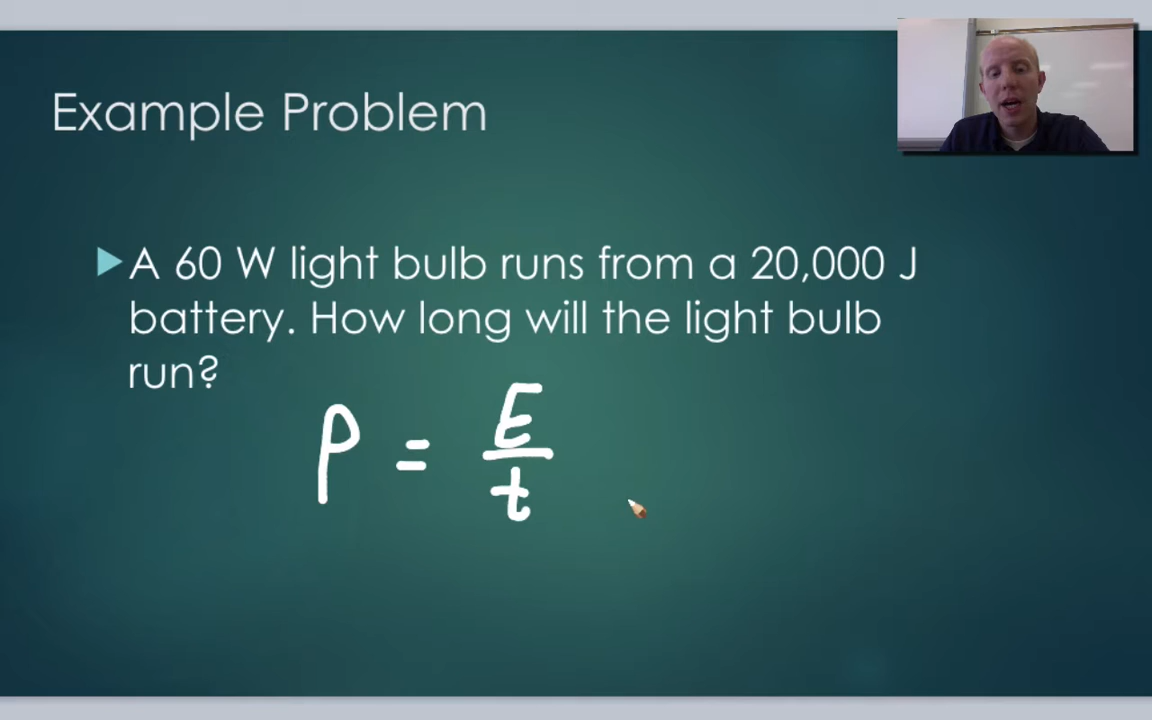 Example Problem
A 60 W light bulb runs from a 20,000 J
battery. How long will the light bulb
run?
P = E/t